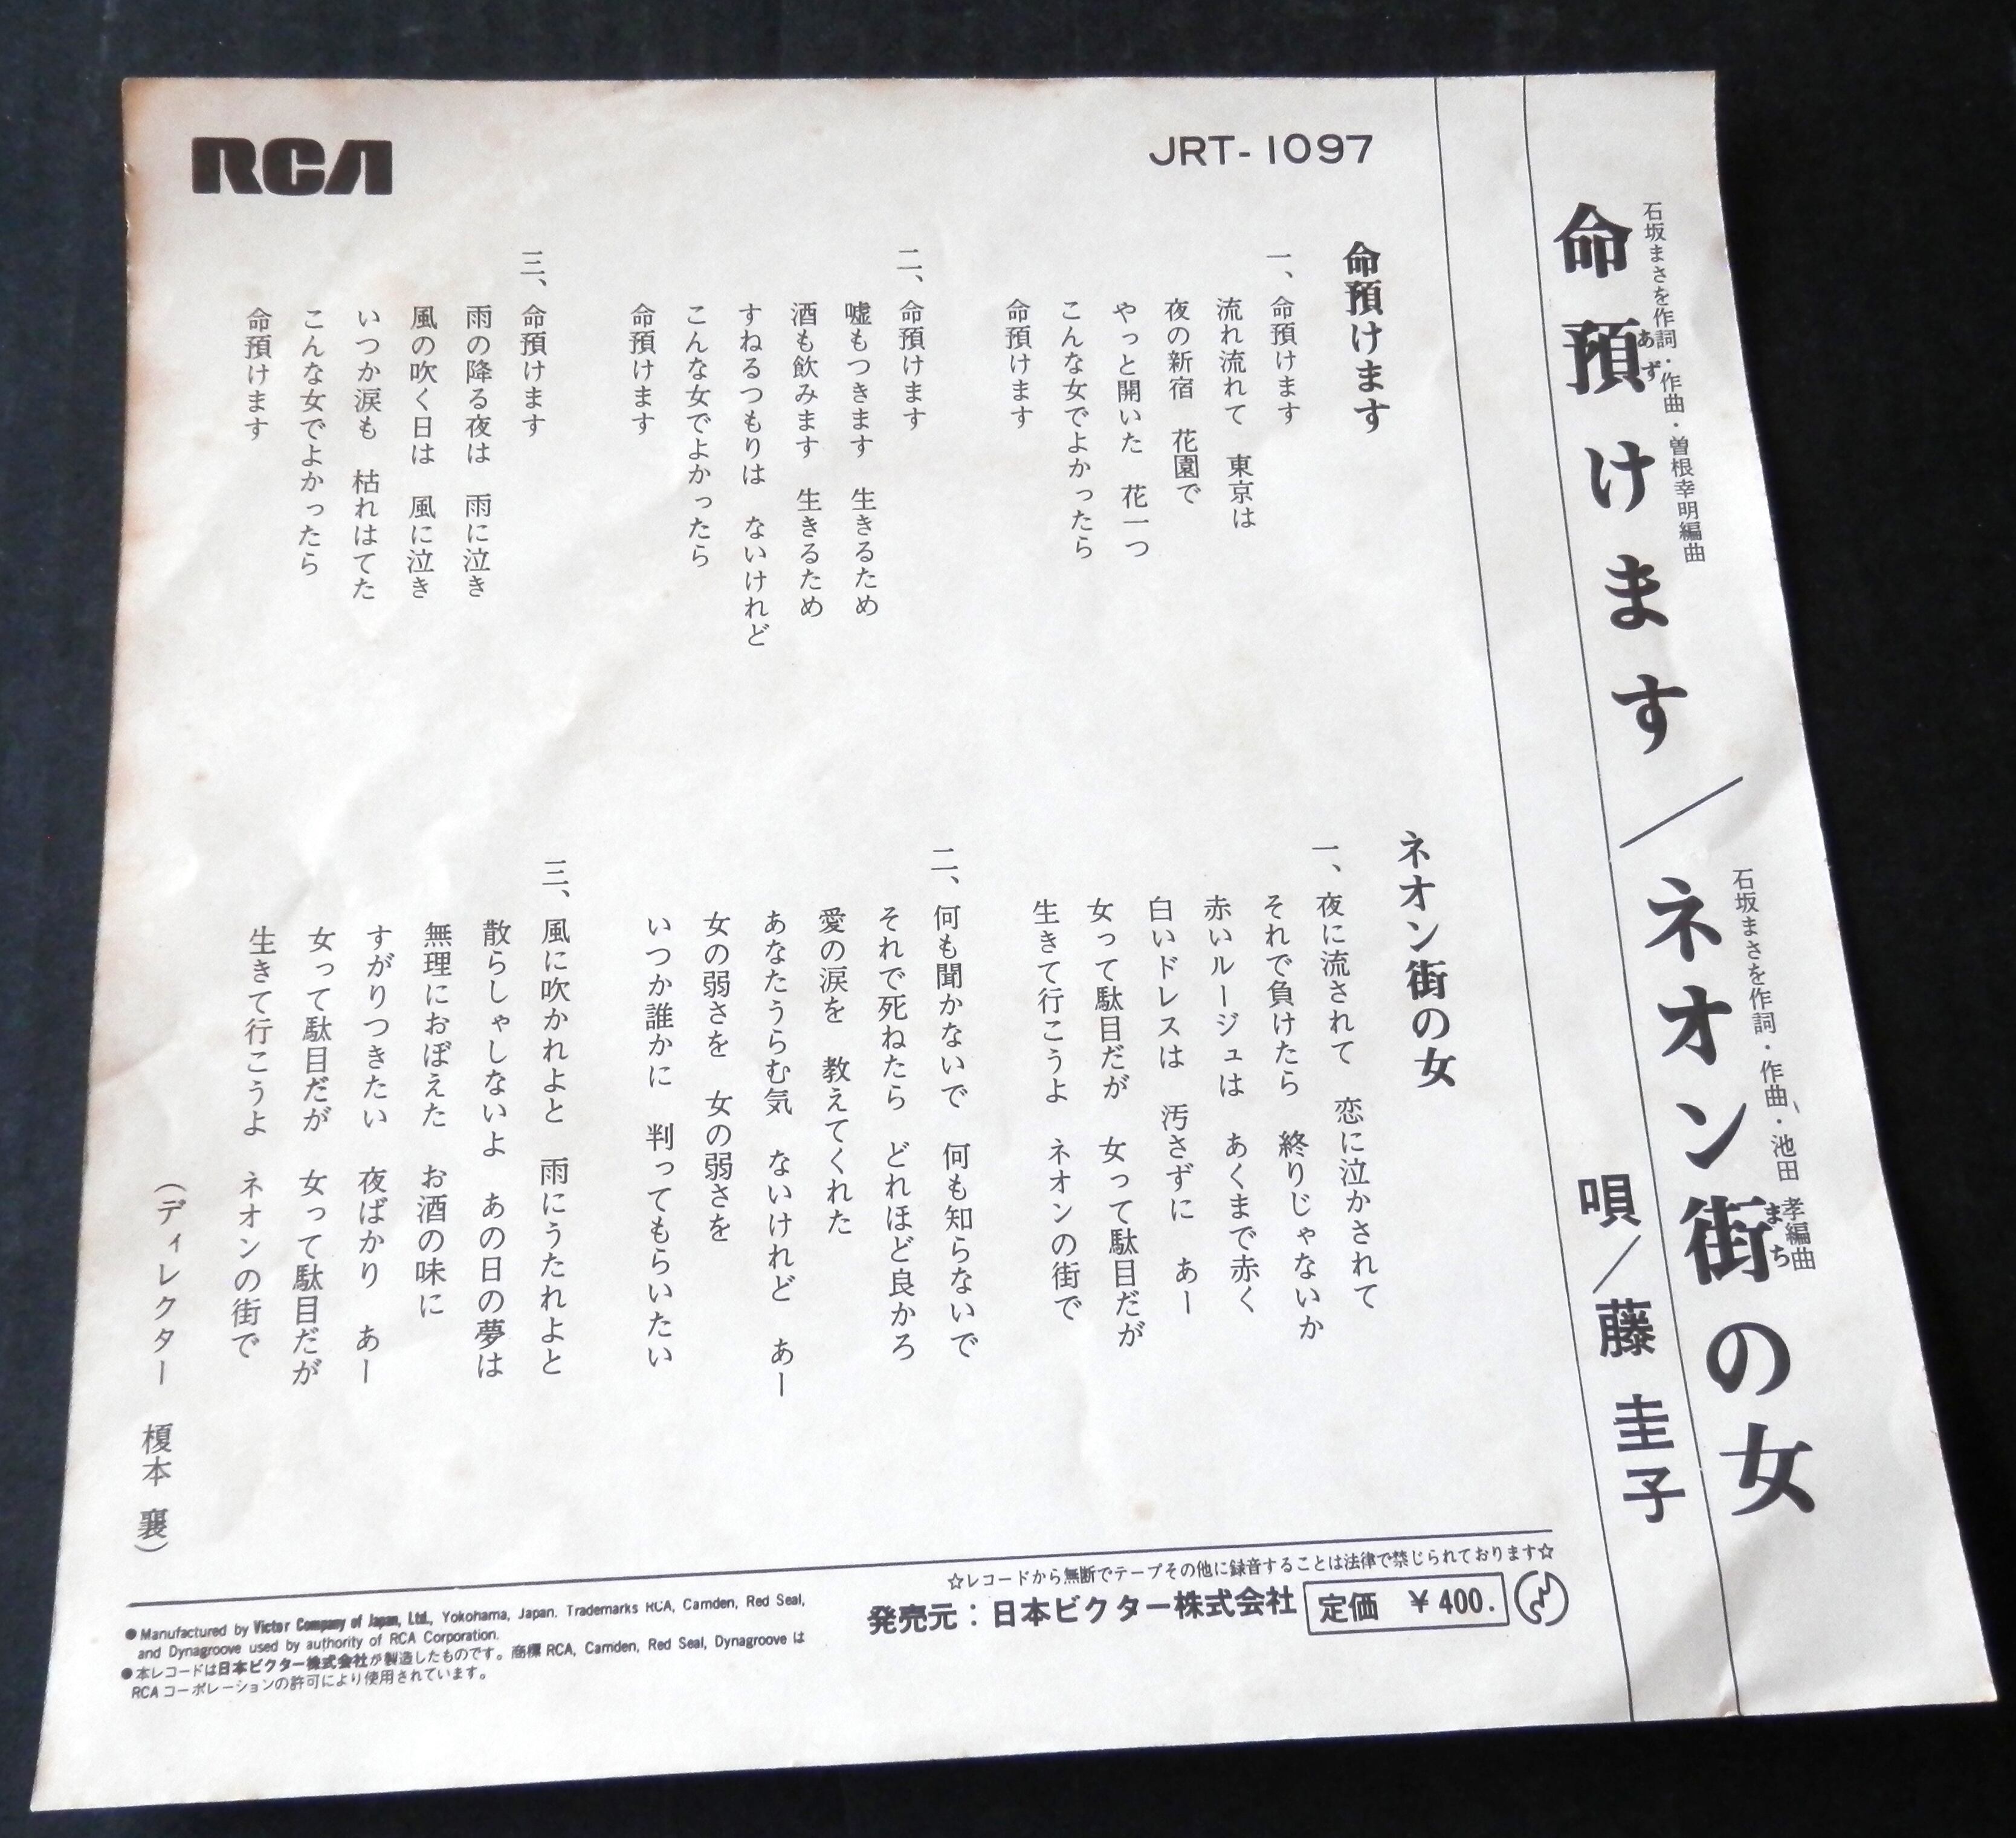 石坂まさを作詞・作曲・曽根幸明編曲
命預けます
あず
／
石坂まさを作詞・作曲・池田 孝編曲
ネオン街の女
まち
唄／藤 圭子
RCA
JRT-1097
命預けます
一、命預けます
流れ流れて 東京は
夜の新宿 花園で
やっと開いた 花一つ
こんな女でよかったら
命預けます
二、命預けます
嘘もつきます 生きるため
酒も飲みます 生きるため
すねるつもりは ないけれど
こんな女でよかったら
命預けます
三、命預けます
雨の降る夜は 雨に泣き
風の吹く日は 風に泣き
いつか涙も 枯れはてた
こんな女でよかったら
命預けます
ネオン街の女
一、夜に流されて 恋に泣かされて
それで負けたら 終りじゃないか
赤いルージュは あくまで赤く
白いドレスは 汚さずに あー
女って駄目だが 女って駄目だが
生きて行こうよ ネオンの街で
二、何も聞かないで 何も知らないで
それで死ねたら どれほど良かろ
愛の涙を 教えてくれた
あなたうらむ気 ないけれど あー
女の弱さを 女の弱さを
いつか誰かに 判ってもらいたい
三、風に吹かれよと 雨にうたれよと
散らしゃしないよ あの日の夢は
無理におぼえた お酒の味に
すがりつきたい 夜ばかり あー
女って駄目だが 女って駄目だが
生きて行こうよ ネオンの街で
(ディレクター 榎本 襄)
☆レコードから無断でテープその他に録音することは法律で禁じられております☆
発売元：日本ビクター株式会社 定価 ￥400.
●Manufactured by Victor Company of Japan, Ltd., Yokohama, Japan. Trademarks RCA, Camden, Red Seal,
and Dynagroove used by authority of RCA Corporation.
●本レコードは日本ビクター株式会社が製造したものです。商標 RCA, Camden, Red Seal, Dynagroove は
RCA コーポレーションの許可により使用されています。